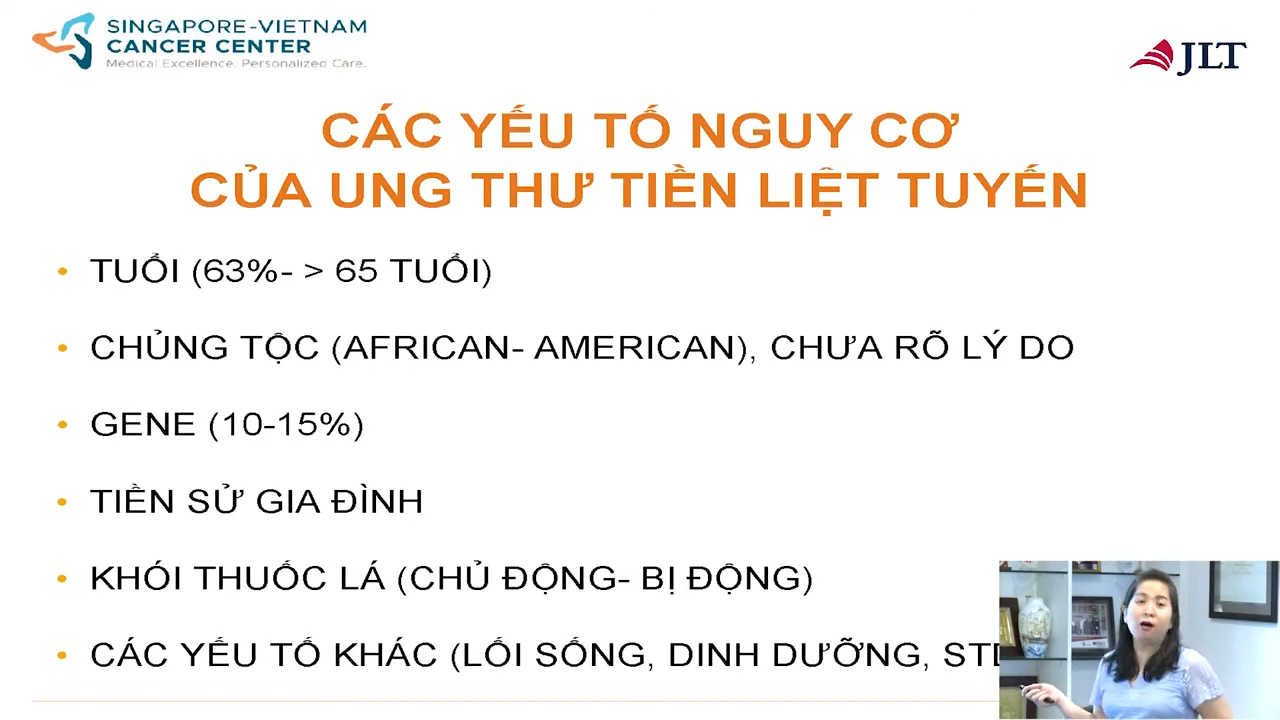 SINGAPORE-VIETNAM
CANCER CENTER
Medical Excellence. Personalized Care.
JLT
CÁC YẾU TỐ NGUY CƠ
CỦA UNG THƯ TIỀN LIỆT TUYẾN
• TUỔI (63%- > 65 TUỔI)
• CHỦNG TỘC (AFRICAN- AMERICAN), CHƯA RÕ LÝ DO
• GENE (10-15%)
• TIỀN SỬ GIA ĐÌNH
• KHÓI THUỐC LÁ (CHỦ ĐỘNG- BỊ ĐỘNG)
• CÁC YẾU TỐ KHÁC (LỐI SỐNG, DINH DƯỠNG,